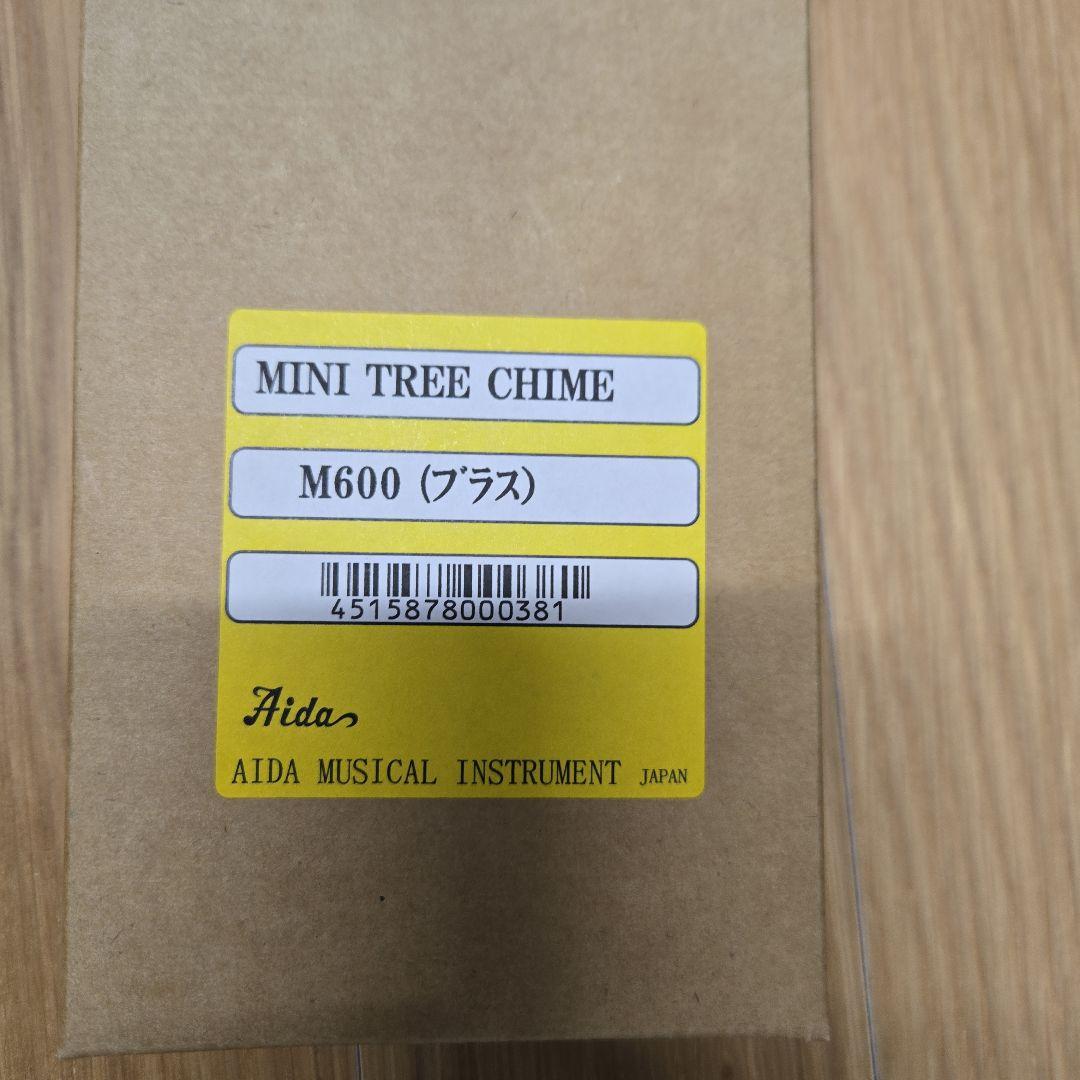 MINI TREE CHIME
M600 (ブラス)
4515878000381
Aida
AIDA MUSICAL INSTRUMENT JAPAN